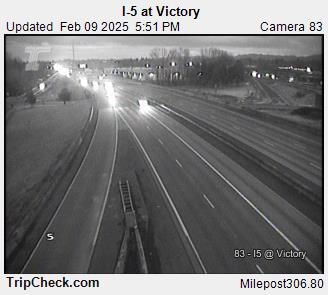 I-5 at Victory
Updated  Feb 09 2025  5:51 PM
Camera 83
S
83 - I5 @ Victory
TripCheck.com
Milepost306.80